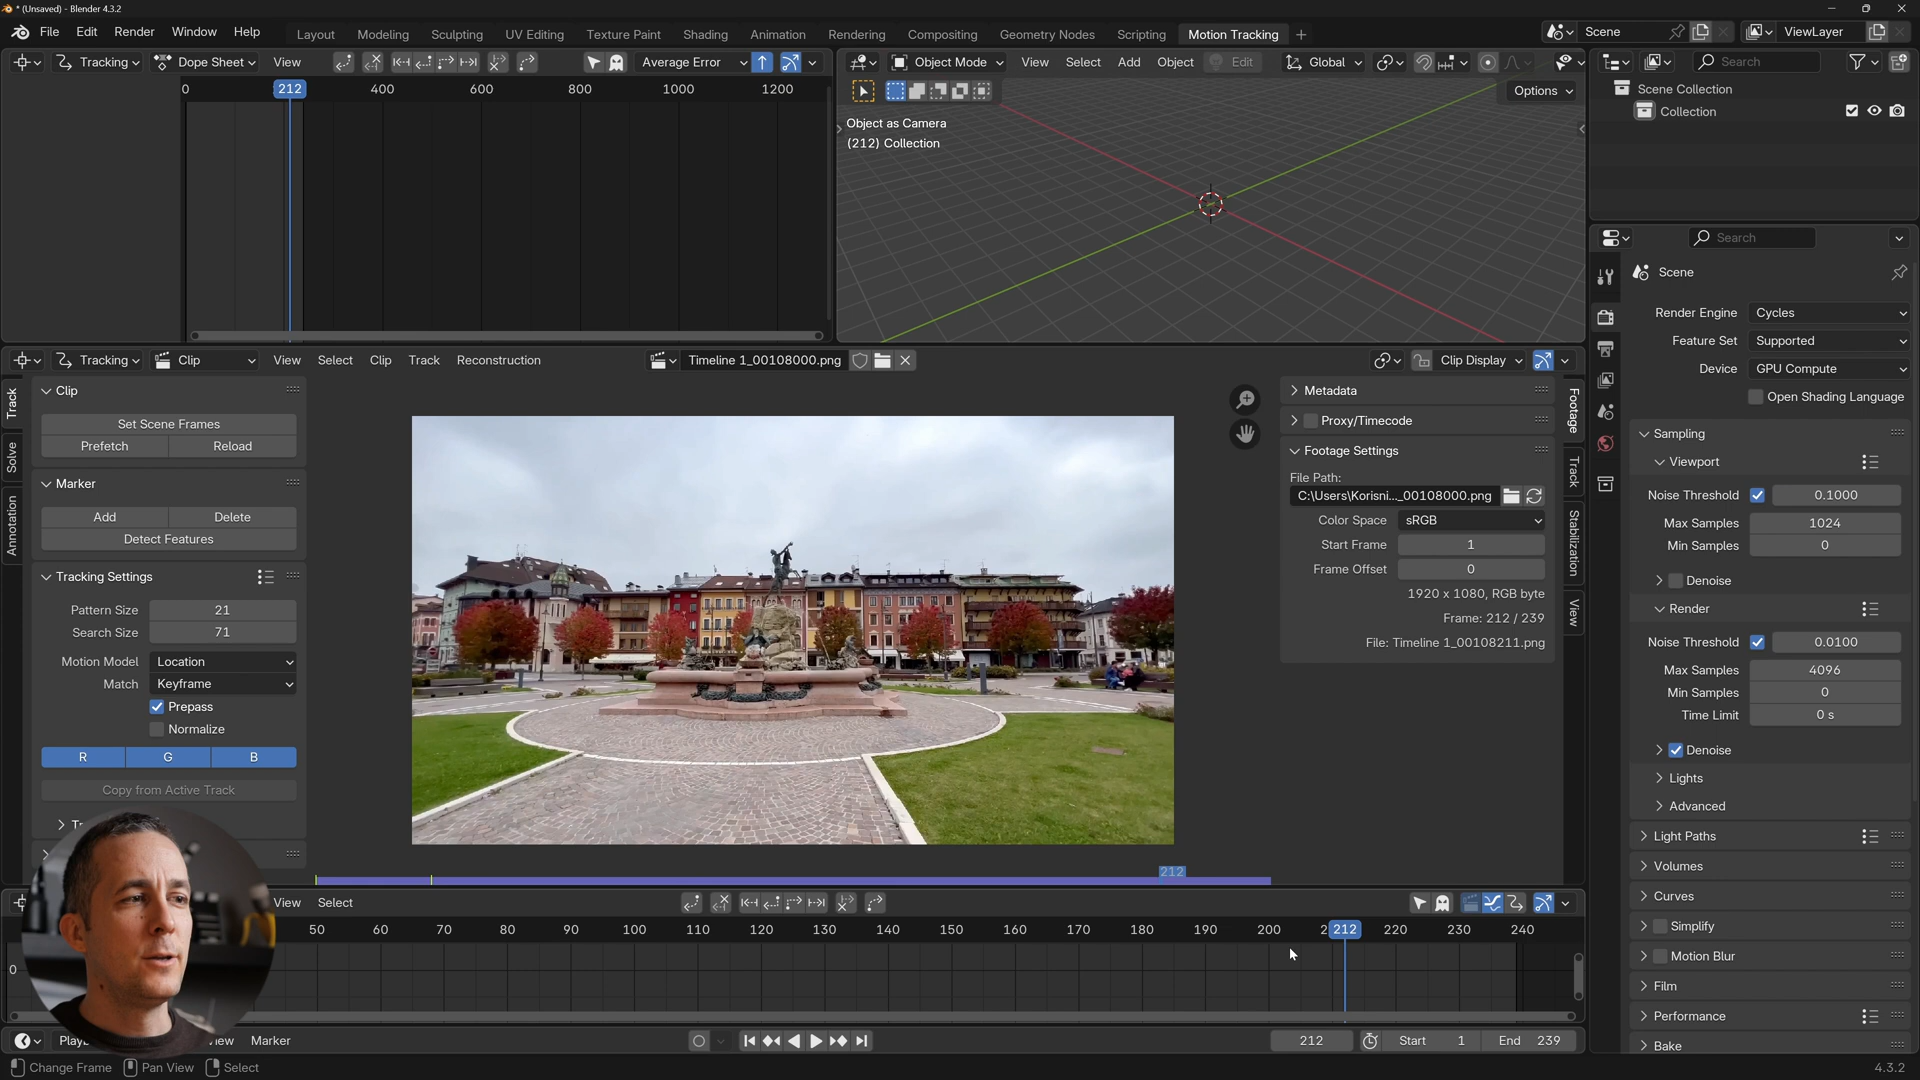 * (Unsaved) - Blender 4.3.2
File Edit Render Window Help
Layout Modeling Sculpting UV Editing Texture Paint Shading Animation Rendering Compositing Geometry Nodes Scripting Motion Tracking +
Scene
ViewLayer
Tracking Dope Sheet View Average Error
0 212 400 600 800 1000 1200
Object Mode View Select Add Object Edit Global
Options
Object as Camera
(212) Collection
Search
Scene Collection
Collection
Tracking Clip View Select Clip Track Reconstruction Timeline 1_00108000.png Clip Display
Track
Solve
Annotation
Clip
Set Scene Frames
Prefetch Reload
Marker
Add Delete
Detect Features
Tracking Settings
Pattern Size 21
Search Size 71
Motion Model Location
Match Keyframe
Prepass
Normalize
R G B
Copy from Active Track
212
Metadata
Proxy/Timecode
Footage Settings
File Path:
C:\Users\Korisni..._00108000.png
Color Space sRGB
Start Frame 1
Frame Offset 0
1920 x 1080, RGB byte
Frame: 212 / 239
File: Timeline 1_00108211.png
Footage
Track
Stabilization
View
Search
Scene
Render Engine Cycles
Feature Set Supported
Device GPU Compute
Open Shading Language
Sampling
Viewport
Noise Threshold 0.1000
Max Samples 1024
Min Samples 0
Denoise
Render
Noise Threshold 0.0100
Max Samples 4096
Min Samples 0
Time Limit 0 s
Denoise
Lights
Advanced
Light Paths
Volumes
Curves
Simplify
Motion Blur
Film
Performance
Bake
View Select
50 60 70 80 90 100 110 120 130 140 150 160 170 180 190 200 212 220 230 240
0
Marker
212 Start 1 End 239
Change Frame Pan View Select
4.3.2